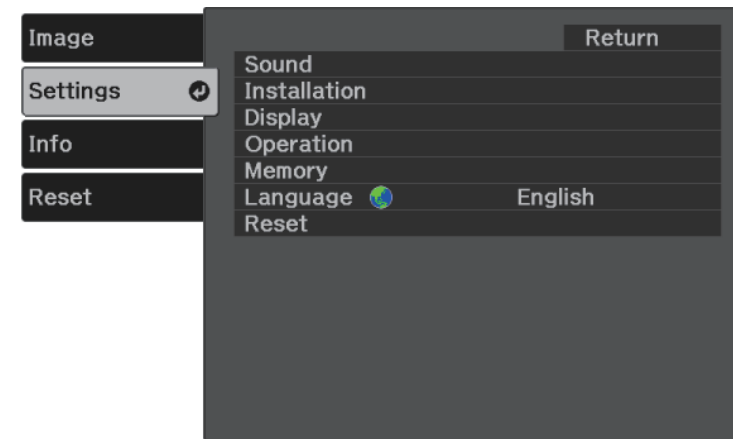 Image
Settings
Info
Reset
Return
Sound
Installation
Display
Operation
Memory
Language English
Reset